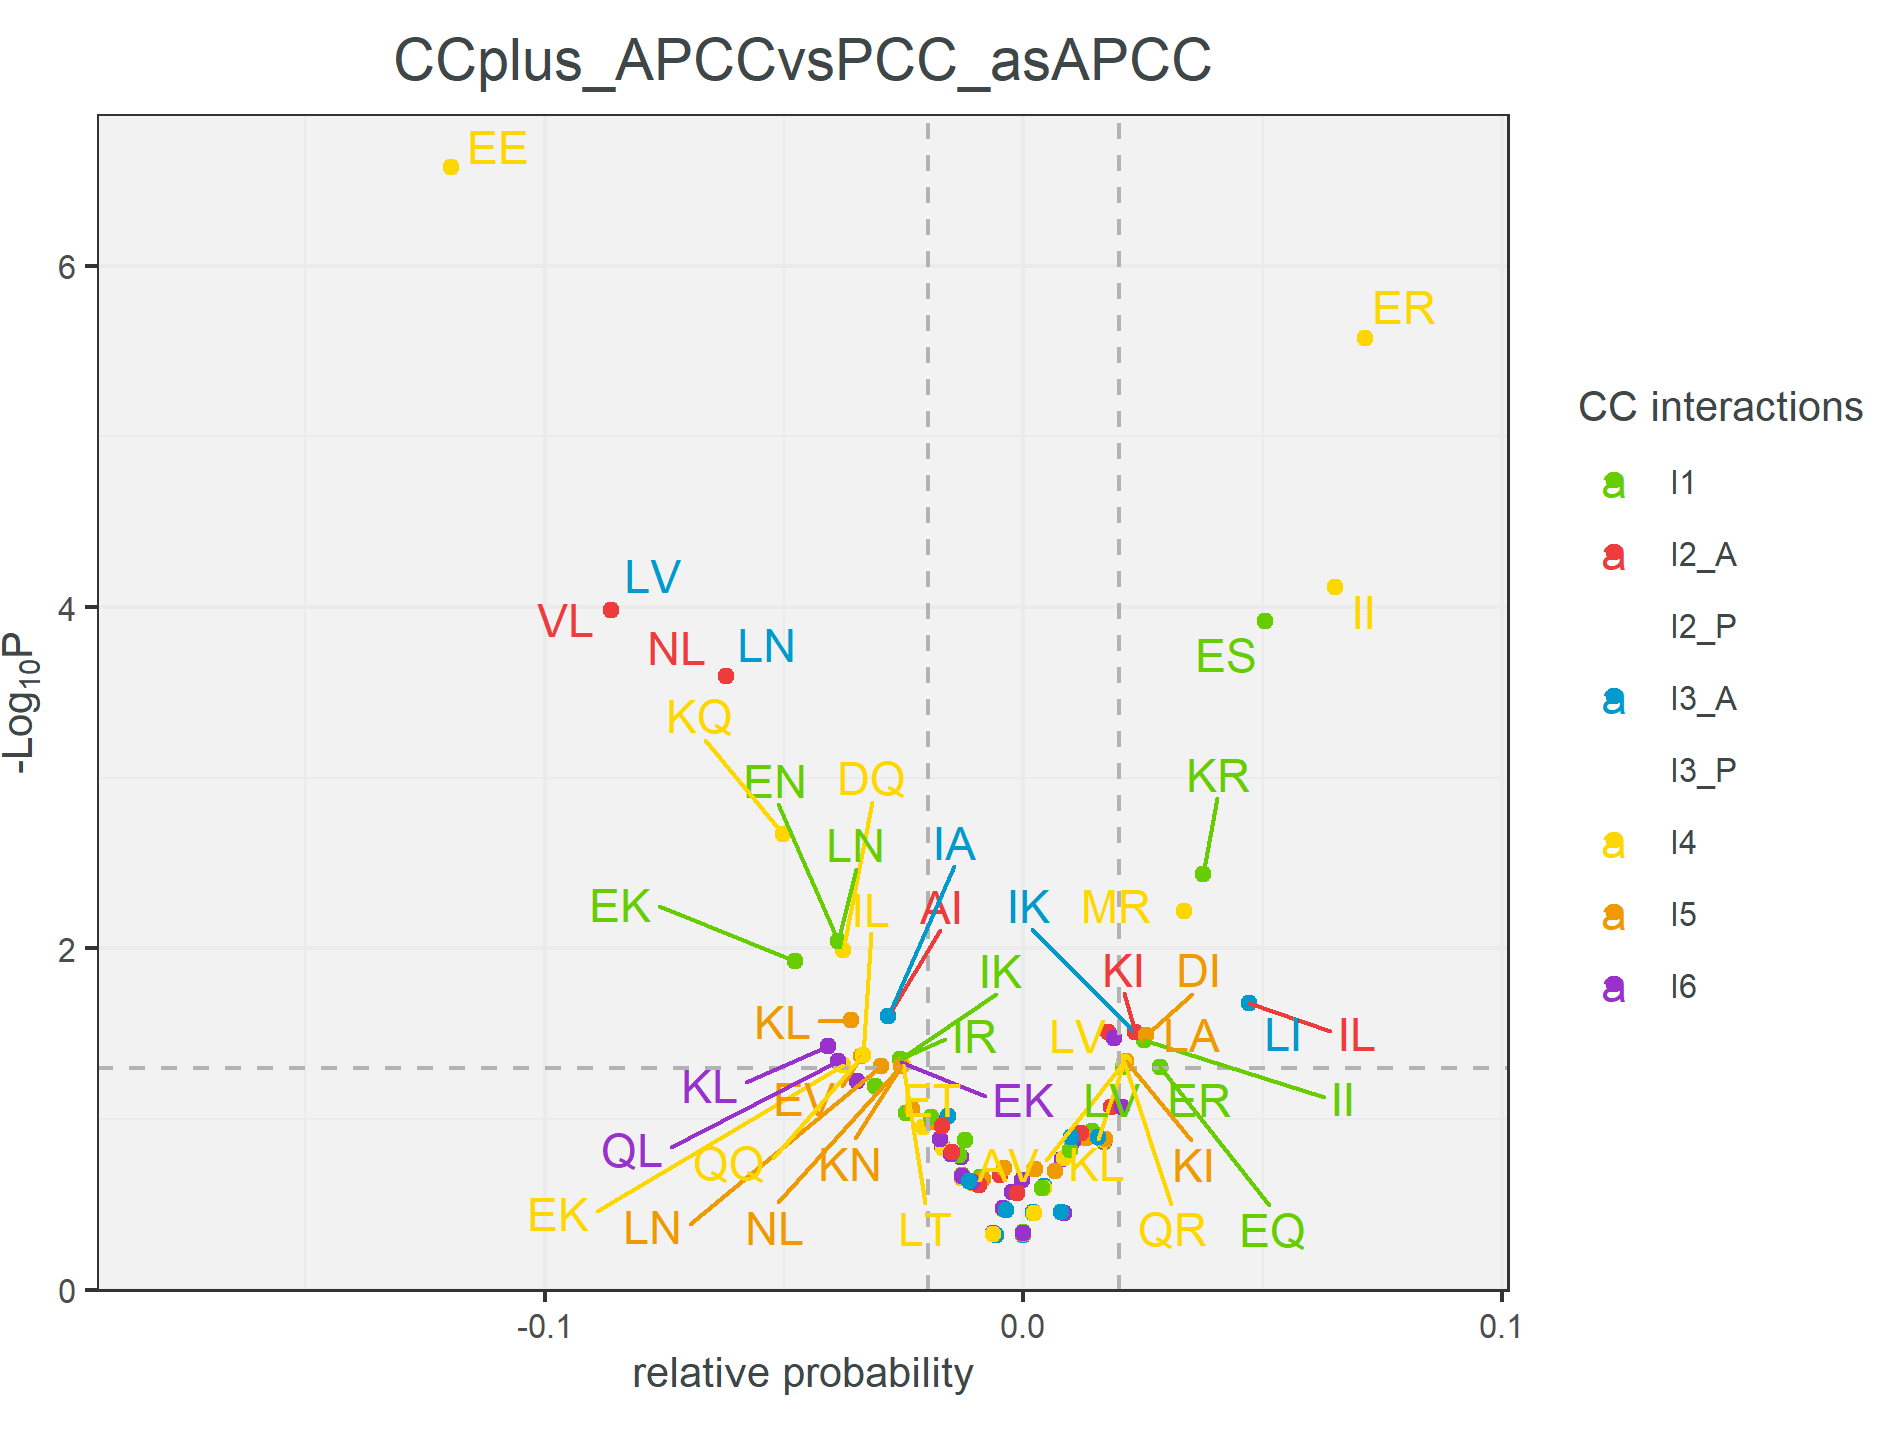 CCplus_APCCvsPCC_asAPCC
EE
ER
6
LV
VL
4
II
NL
LN
ES
-Log10P
KQ
EN
DQ
KR
LN
IA
EK
IL
AI
IK
MR
2
IK
KI
DI
KL
IR
LV
LA
LI
IL
KL
EV
ET
EK
LV
ER
II
QL
QQ
KN
AV
KL
KI
EK
LN
NL
LT
QR
EQ
0
-0.1
0.0
0.1
relative probability
CC interactions
a I1
a I2_A
I2_P
a I3_A
I3_P
a I4
a I5
a I6